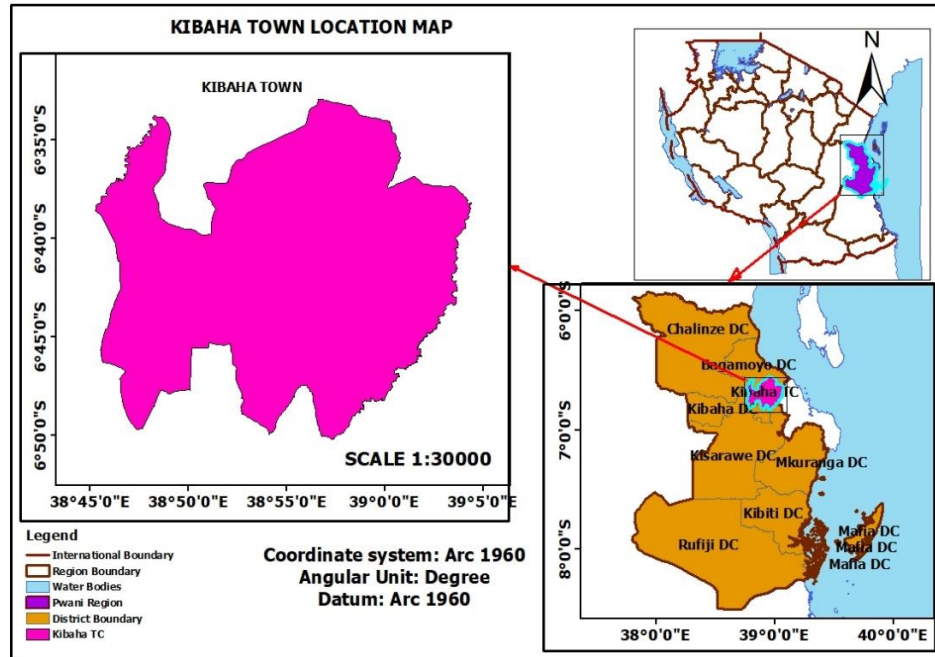 KIBAHA TOWN LOCATION MAP
KIBAHA TOWN
6°35'0"S
6°40'0"S
6°45'0"S
6°50'0"S
SCALE 1:30000
38°45'0"E 38°50'0"E 38°55'0"E 39°0'0"E 39°5'0"E
N
Legend
International Boundary
Region Boundary
Water Bodies
Pwani Region
District Boundary
Kibaha TC
Coordinate system: Arc 1960
Angular Unit: Degree
Datum: Arc 1960
6°0'0"S
7°0'0"S
8°0'0"S
Chalinze DC
Bagamoyo DC
Kibaha TC
Kibaha DC
Kisarawe DC
Mkuranga DC
Kibiti DC
Rufiji DC
Mafia DC
Mafia DC
Mafia DC
38°0'0"E 39°0'0"E 40°0'0"E